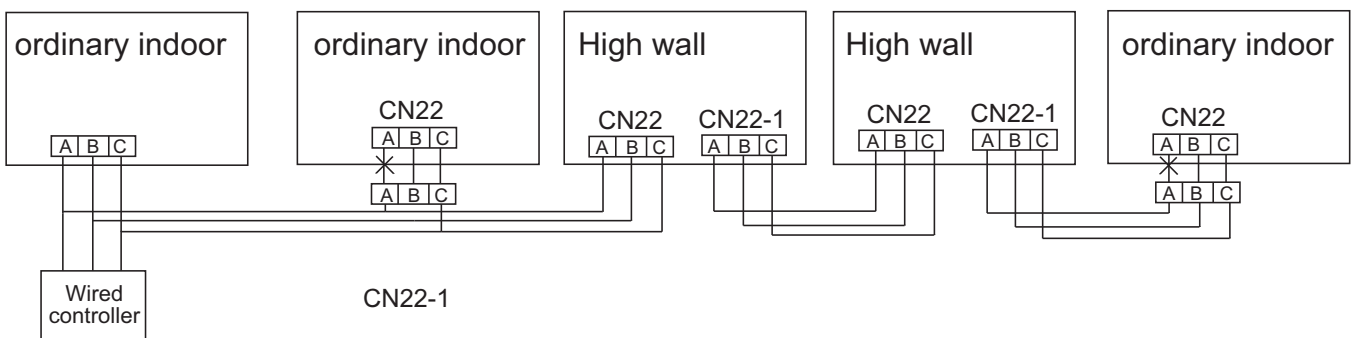 ordinary indoor
A B C
ordinary indoor
CN22
A B C
A B C
High wall
CN22
A B C
CN22-1
A B C
High wall
CN22
A B C
CN22-1
A B C
ordinary indoor
CN22
A B C
A B C
Wired
controller
CN22-1